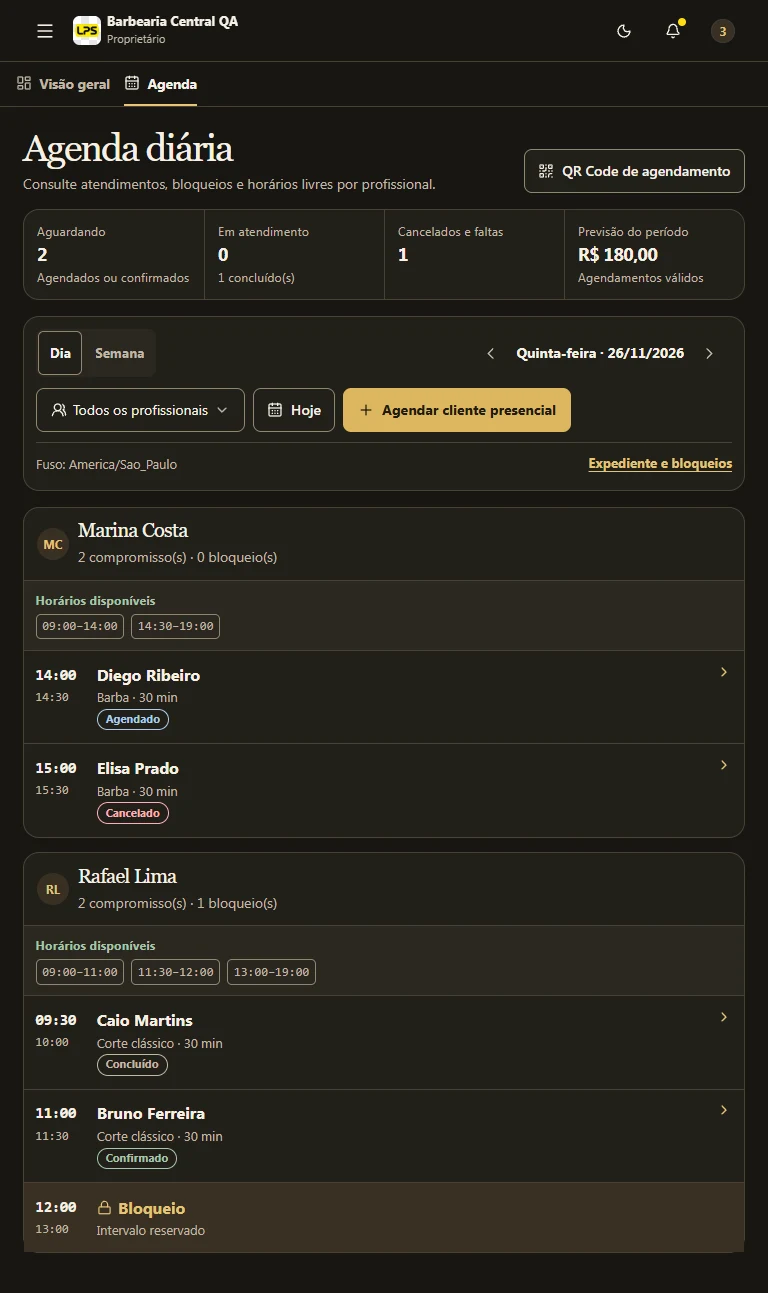 LPS
Barbearia Central QA
Proprietário
3
Visão geral
Agenda
Agenda diária
Consulte atendimentos, bloqueios e horários livres por profissional.
QR Code de agendamento
Aguardando
2
Agendados ou confirmados
Em atendimento
0
1 concluído(s)
Cancelados e faltas
1
Previsão do período
R$ 180,00
Agendamentos válidos
Dia
Semana
Quinta-feira · 26/11/2026
Todos os profissionais
Hoje
Agendar cliente presencial
Fuso: America/Sao_Paulo
Expediente e bloqueios
MC
Marina Costa
2 compromisso(s) · 0 bloqueio(s)
Horários disponíveis
09:00–14:00
14:30–19:00
14:00
14:30
Diego Ribeiro
Barba · 30 min
Agendado
15:00
15:30
Elisa Prado
Barba · 30 min
Cancelado
RL
Rafael Lima
2 compromisso(s) · 1 bloqueio(s)
Horários disponíveis
09:00–11:00
11:30–12:00
13:00–19:00
09:30
10:00
Caio Martins
Corte clássico · 30 min
Concluído
11:00
11:30
Bruno Ferreira
Corte clássico · 30 min
Confirmado
12:00
13:00
Bloqueio
Intervalo reservado